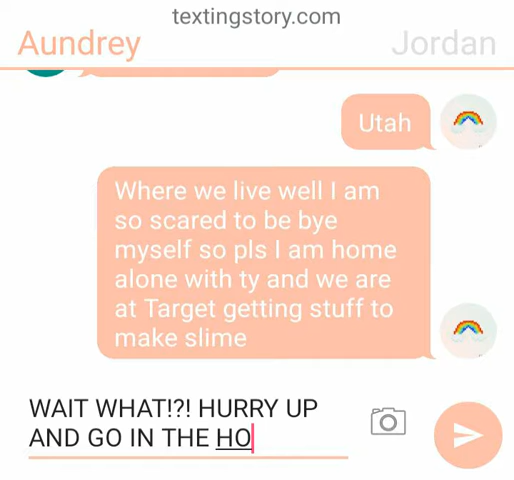 textingstory.com
Aundrey
Jordan
Utah
Where we live well I am
so scared to be bye
myself so pls I am home
alone with ty and we are
at Target getting stuff to
make slime
WAIT WHAT!?! HURRY UP
AND GO IN THE HO